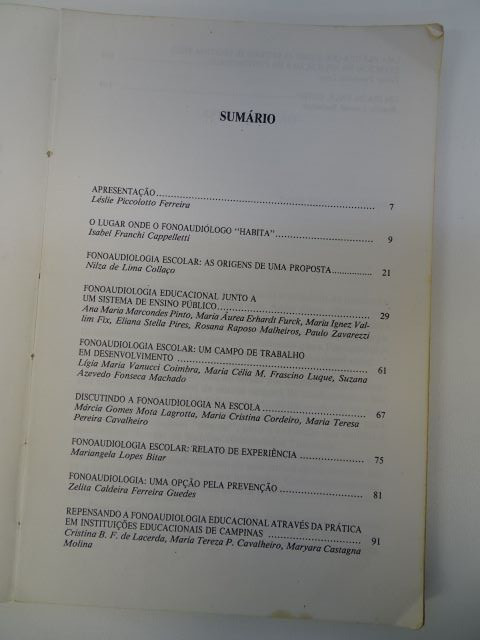 SUMÁRIO
APRESENTAÇÃO............................................................ 7
Léslie Piccolotto Ferreira
O LUGAR ONDE O FONOAUDIÓLOGO "HABITA"........................... 9
Isabel Franchi Cappelletti
FONOAUDIOLOGIA ESCOLAR: AS ORIGENS DE UMA PROPOSTA................ 21
Nilza de Lima Collaço
FONOAUDIOLOGIA EDUCACIONAL JUNTO A
UM SISTEMA DE ENSINO PÚBLICO........................................... 29
Ana Maria Marcondes Pinto, Maria Áurea Erhardt Furck, Maria Ignez Val-
lim Fix, Eliana Stella Pires, Rosana Raposo Malheiros, Paulo Zavarezzi
FONOAUDIOLOGIA ESCOLAR: UM CAMPO DE TRABALHO
EM DESENVOLVIMENTO ................................................... 61
Lígia Maria Vanucci Coimbra, Maria Célia M. Frascino Luque, Suzana
Azevedo Fonseca Machado
DISCUTINDO A FONOAUDIOLOGIA NA ESCOLA ............................ 67
Márcia Gomes Mota Lagrotta, Maria Cristina Cordeiro, Maria Teresa
Pereira Cavalheiro
FONOAUDIOLOGIA ESCOLAR: RELATO DE EXPERIÊNCIA .................. 75
Mariangela Lopes Bitar
FONOAUDIOLOGIA: UMA OPÇÃO PELA PREVENÇÃO ....................... 81
Zelita Caldeira Ferreira Guedes
REPENSANDO A FONOAUDIOLOGIA EDUCACIONAL ATRAVÉS DA PRÁTICA
EM INSTITUIÇÕES EDUCACIONAIS DE CAMPINAS ......................... 91
Cristina B. F. de Lacerda, Maria Tereza P. Cavalheiro, Maryara Castagna
Molina